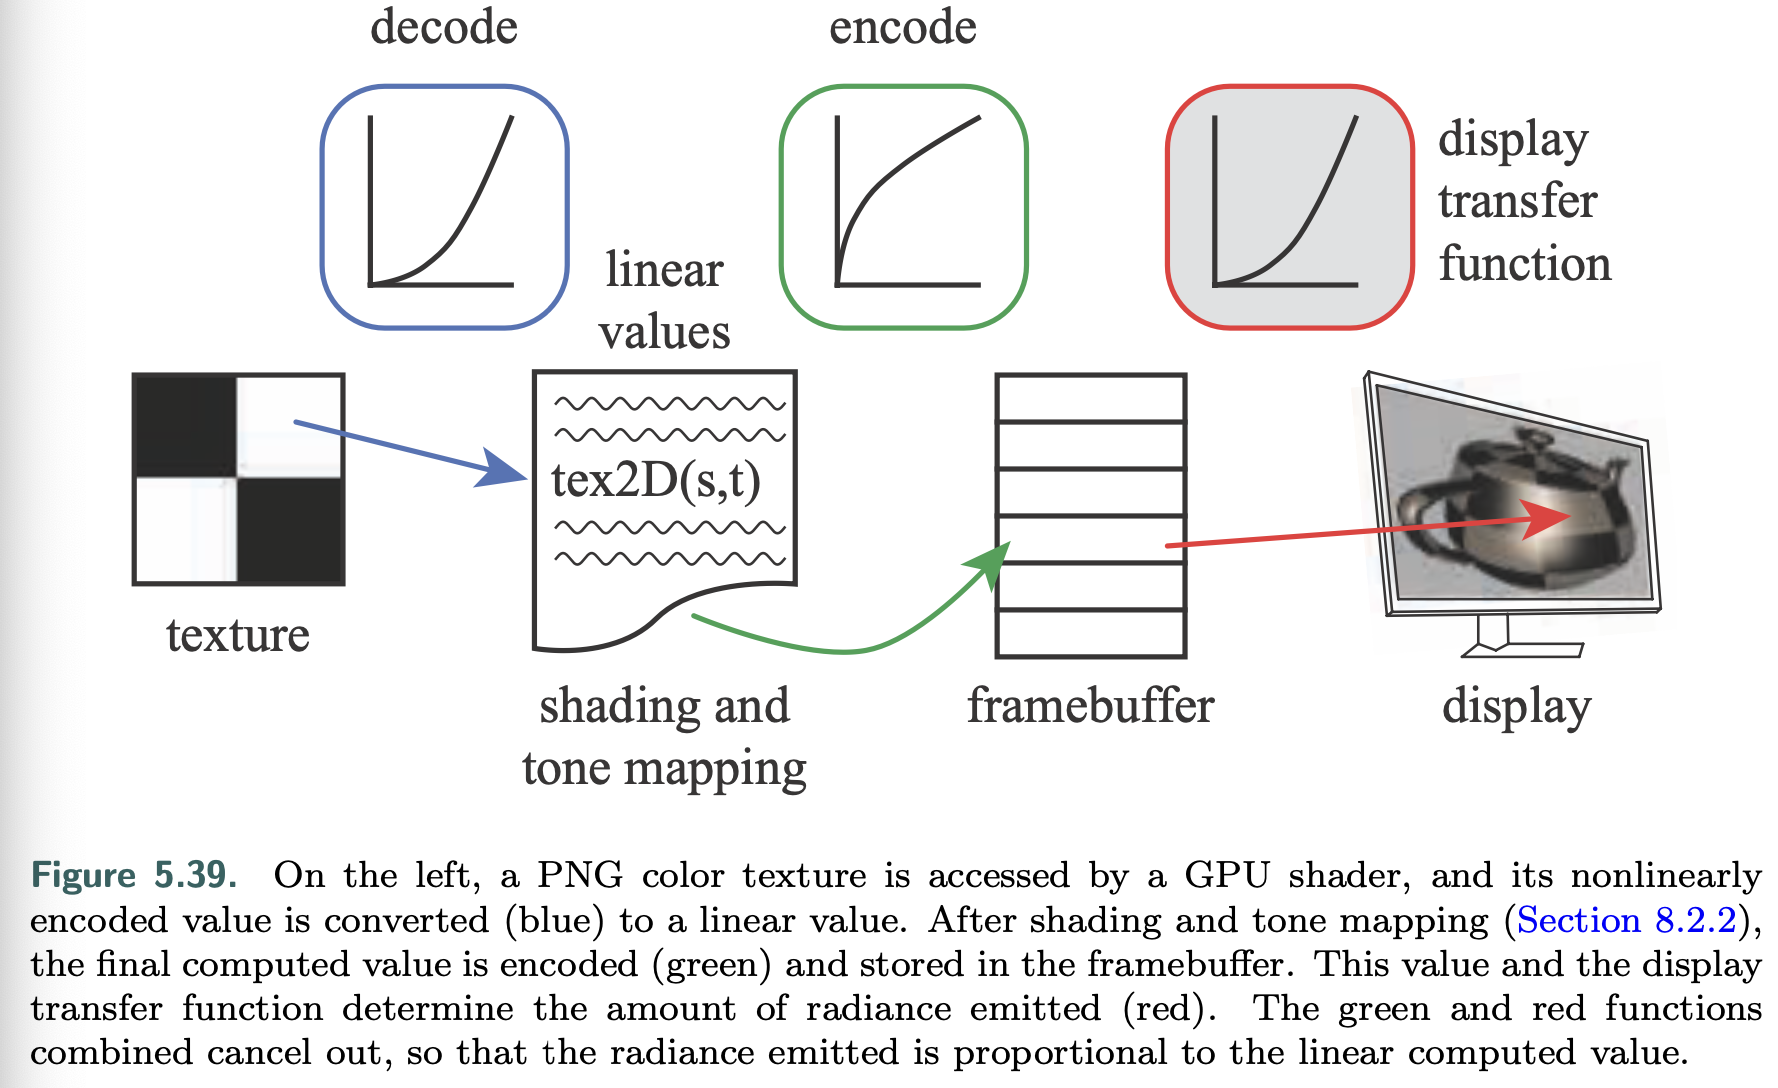 decode
encode
display
transfer
function
linear
values
tex2D(s,t)
texture
shading and
tone mapping
framebuffer
display
Figure 5.39. On the left, a PNG color texture is accessed by a GPU shader, and its nonlinearly
encoded value is converted (blue) to a linear value. After shading and tone mapping (Section 8.2.2),
the final computed value is encoded (green) and stored in the framebuffer. This value and the display
transfer function determine the amount of radiance emitted (red). The green and red functions
combined cancel out, so that the radiance emitted is proportional to the linear computed value.